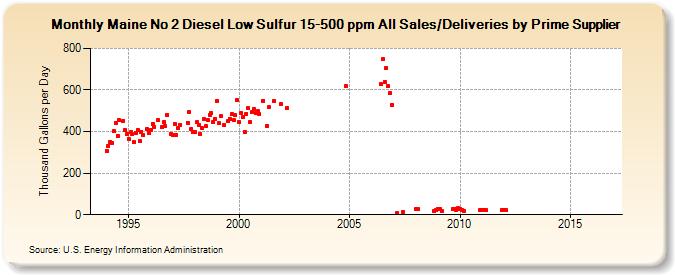 Monthly Maine No 2 Diesel Low Sulfur 15-500 ppm All Sales/Deliveries by Prime Supplier
Thousand Gallons per Day
800
600
400
200
0
1995 2000 2005 2010 2015
Source: U.S. Energy Information Administration